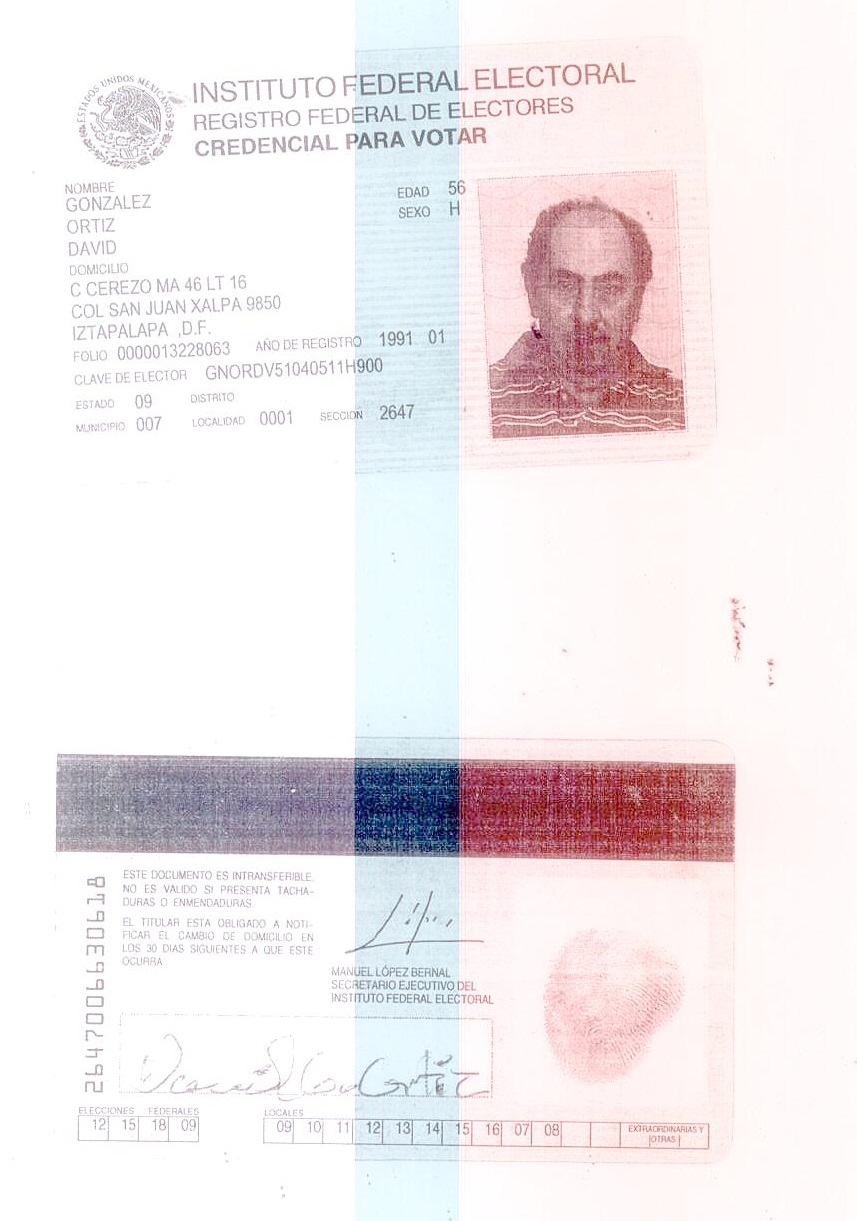 ESTADOS UNIDOS MEXICANOS
INSTITUTO FEDERAL ELECTORAL
REGISTRO FEDERAL DE ELECTORES
CREDENCIAL PARA VOTAR
NOMBRE
GONZALEZ
ORTIZ
DAVID
EDAD 56
SEXO H
DOMICILIO
C CEREZO MA 46 LT 16
COL SAN JUAN XALPA 9850
IZTAPALAPA ,D.F.
FOLIO 0000013228063 AÑO DE REGISTRO 1991 01
CLAVE DE ELECTOR GNORDV51040511H900
ESTADO 09 DISTRITO
MUNICIPIO 007 LOCALIDAD 0001 SECCION 2647
ESTE DOCUMENTO ES INTRANSFERIBLE.
NO ES VALIDO SI PRESENTA TACHA-
DURAS O ENMENDADURAS.
EL TITULAR ESTA OBLIGADO A NOTI-
FICAR EL CAMBIO DE DOMICILIO EN
LOS 30 DIAS SIGUIENTES A QUE ESTE
OCURRA
MANUEL LÓPEZ BERNAL
SECRETARIO EJECUTIVO DEL
INSTITUTO FEDERAL ELECTORAL
David Ortiz
ELECCIONES FEDERALES
12 15 18 09
LOCALES
09 10 11 12 13 14 15 16 07 08
EXTRAORDINARIAS Y
OTRAS